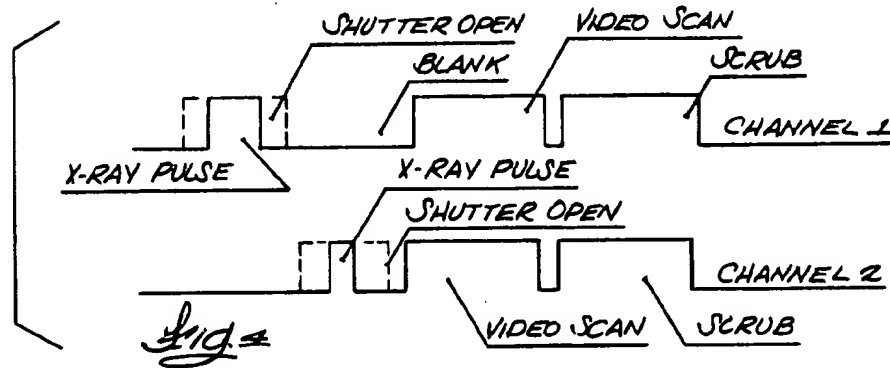 SHUTTER OPEN
VIDEO SCAN
BLANK
SCRUB
CHANNEL 1
X-RAY PULSE
X-RAY PULSE
SHUTTER OPEN
CHANNEL 2
Fig. 4
VIDEO SCAN
SCRUB